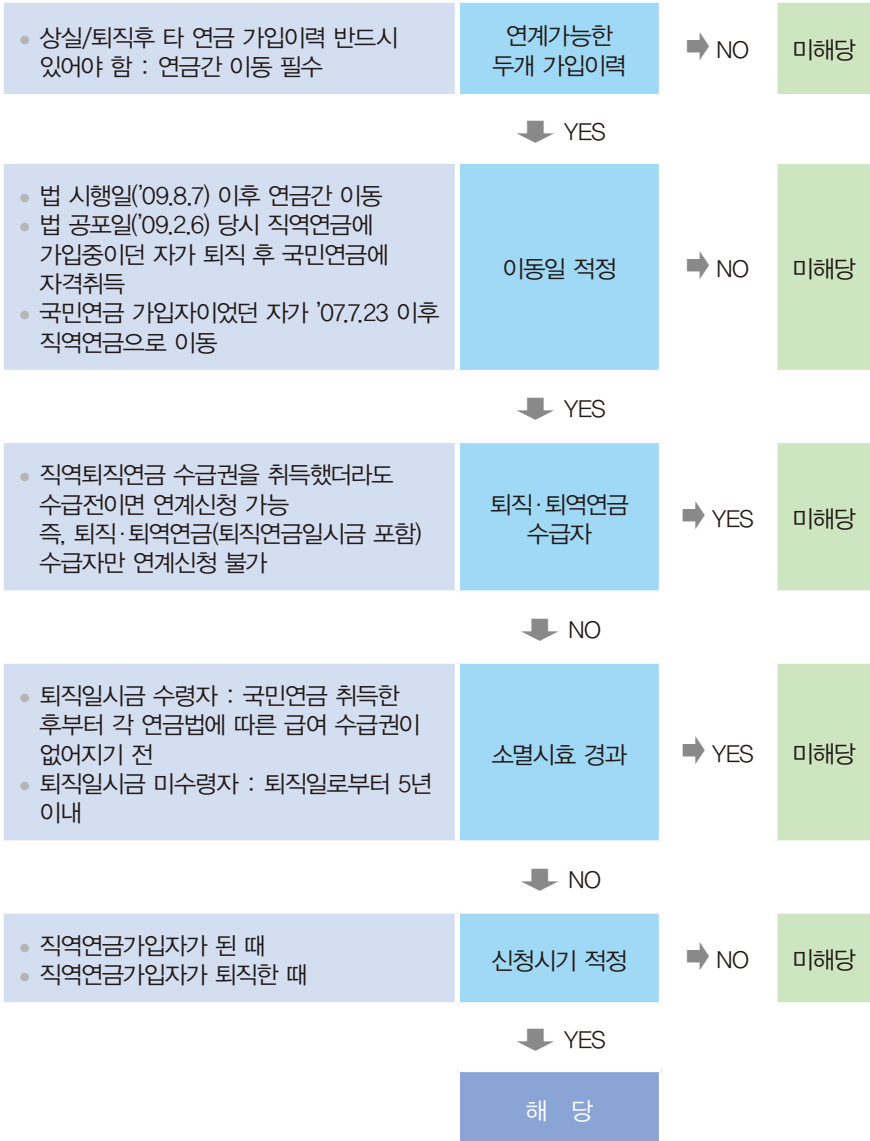 • 상실/퇴직후 타 연금 가입이력 반드시
있어야 함 : 연금간 이동 필수
연계가능한
두개 가입이력
NO
미해당
YES
• 법 시행일('09.8.7) 이후 연금간 이동
• 법 공포일('09.2.6) 당시 직역연금에
가입중이던 자가 퇴직 후 국민연금에
자격취득
• 국민연금 가입자이었던 자가 '07.7.23 이후
직역연금으로 이동
이동일 적정
NO
미해당
YES
• 직역퇴직연금 수급권을 취득했더라도
수급전이면 연계신청 가능
즉, 퇴직·퇴역연금(퇴직연금일시금 포함)
수급자만 연계신청 불가
퇴직·퇴역연금
수급자
YES
미해당
NO
• 퇴직일시금 수령자 : 국민연금 취득한
후부터 각 연금법에 따른 급여 수급권이
없어지기 전
• 퇴직일시금 미수령자 : 퇴직일로부터 5년
이내
소멸시효 경과
YES
미해당
NO
• 직역연금가입자가 된 때
• 직역연금가입자가 퇴직한 때
신청시기 적정
NO
미해당
YES
해 당